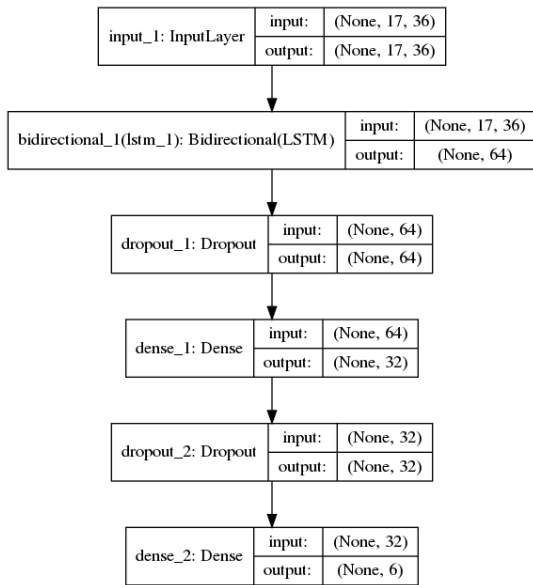 input_1: InputLayer
input: (None, 17, 36)
output: (None, 17, 36)
bidirectional_1(lstm_1): Bidirectional(LSTM)
input: (None, 17, 36)
output: (None, 64)
dropout_1: Dropout
input: (None, 64)
output: (None, 64)
dense_1: Dense
input: (None, 64)
output: (None, 32)
dropout_2: Dropout
input: (None, 32)
output: (None, 32)
dense_2: Dense
input: (None, 32)
output: (None, 6)